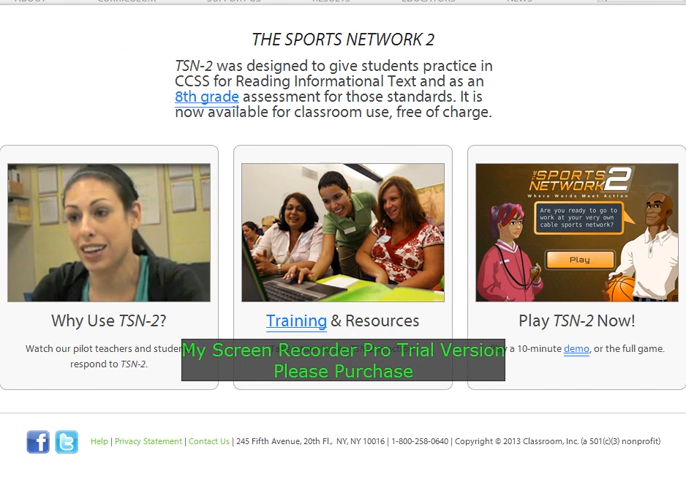 THE SPORTS NETWORK 2
TSN-2 was designed to give students practice in
CCSS for Reading Informational Text and as an
8th grade assessment for those standards. It is
now available for classroom use, free of charge.
THE SPORTS
NETWORK 2
Where Words Meet Action
Are you ready to go to
work at your very own
cable sports network?
Play
Why Use TSN-2?
Training & Resources
Play TSN-2 Now!
Watch our pilot teachers and
respond to TSN-2.
a 10-minute demo, or the full game.
My Screen Recorder Pro Trial Version
Please Purchase
Help | Privacy Statement | Contact Us | 245 Fifth Avenue, 20th Fl., NY, NY 10016 | 1-800-258-0640 | Copyright © 2013 Classroom, Inc. (a 501(c)(3) nonprofit)